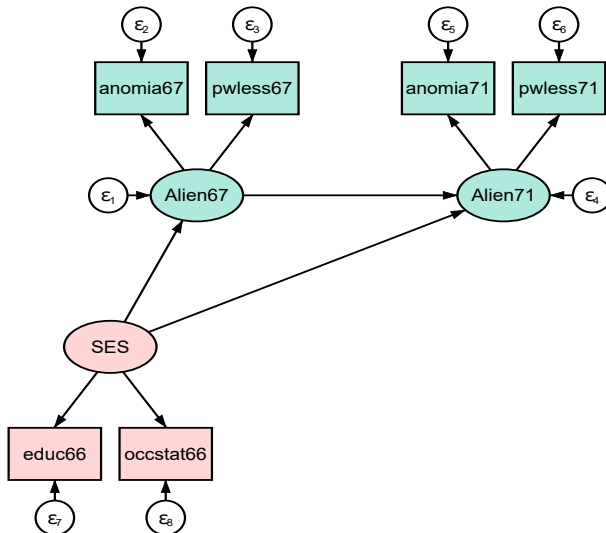 ε₂
ε₃
ε₅
ε₆
anomia67
pwless67
anomia71
pwless71
ε₁
Alien67
Alien71
ε₄
SES
educ66
occstat66
ε₇
ε₈